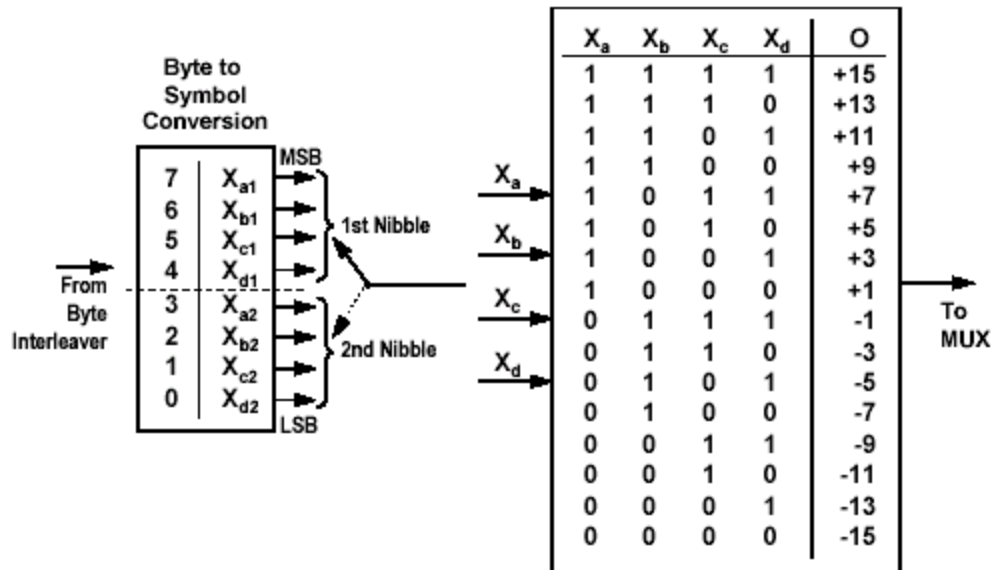 Byte to
Symbol
Conversion
MSB
7 Xa1
6 Xb1
5 Xc1
4 Xd1
3 Xa2
2 Xb2
1 Xc2
0 Xd2
LSB
1st Nibble
2nd Nibble
From
Byte
Interleaver
Xa
Xb
Xc
Xd
Xa Xb Xc Xd O
1 1 1 1 +15
1 1 1 0 +13
1 1 0 1 +11
1 1 0 0 +9
1 0 1 1 +7
1 0 1 0 +5
1 0 0 1 +3
1 0 0 0 +1
0 1 1 1 -1
0 1 1 0 -3
0 1 0 1 -5
0 1 0 0 -7
0 0 1 1 -9
0 0 1 0 -11
0 0 0 1 -13
0 0 0 0 -15
To
MUX